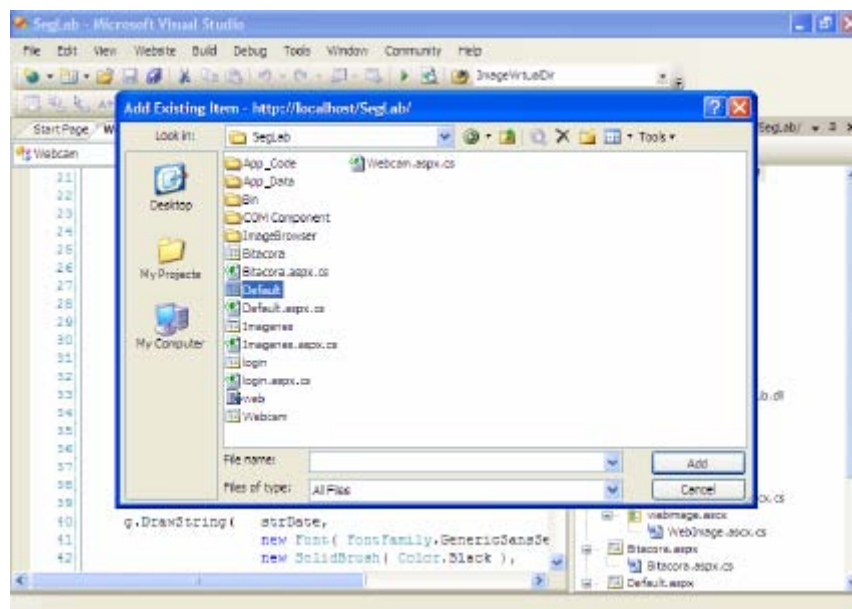 SegLab - Microsoft Visual Studio
File Edit View Website Build Debug Tools Window Community Help
ImageVirtualDir
Add Existing Item - http://localhost/SegLab/
Start Page
SegLab/
Look in: SegLab Tools
Webcam
Desktop
My Projects
My Computer
App_Code
App_Data
Bin
COM Component
ImageBrowser
Bitacora
Bitacora.aspx.cs
Default
Default.aspx.cs
Imagenes
Imagenes.aspx.cs
login
login.aspx.cs
web
Webcam
Webcam.aspx.cs
File name: Add
Files of type: All Files Cancel
21
22
23
24
25
26
27
28
29
30
31
32
33
34
35
36
37
38
39
40 g.DrawString( strDate,
41 new Font( FontFamily.GenericSansSe
42 new SolidBrush( Color.Black ),
WebImage.ascx
WebImage.ascx.cs
Bitacora.aspx
Bitacora.aspx.cs
Default.aspx